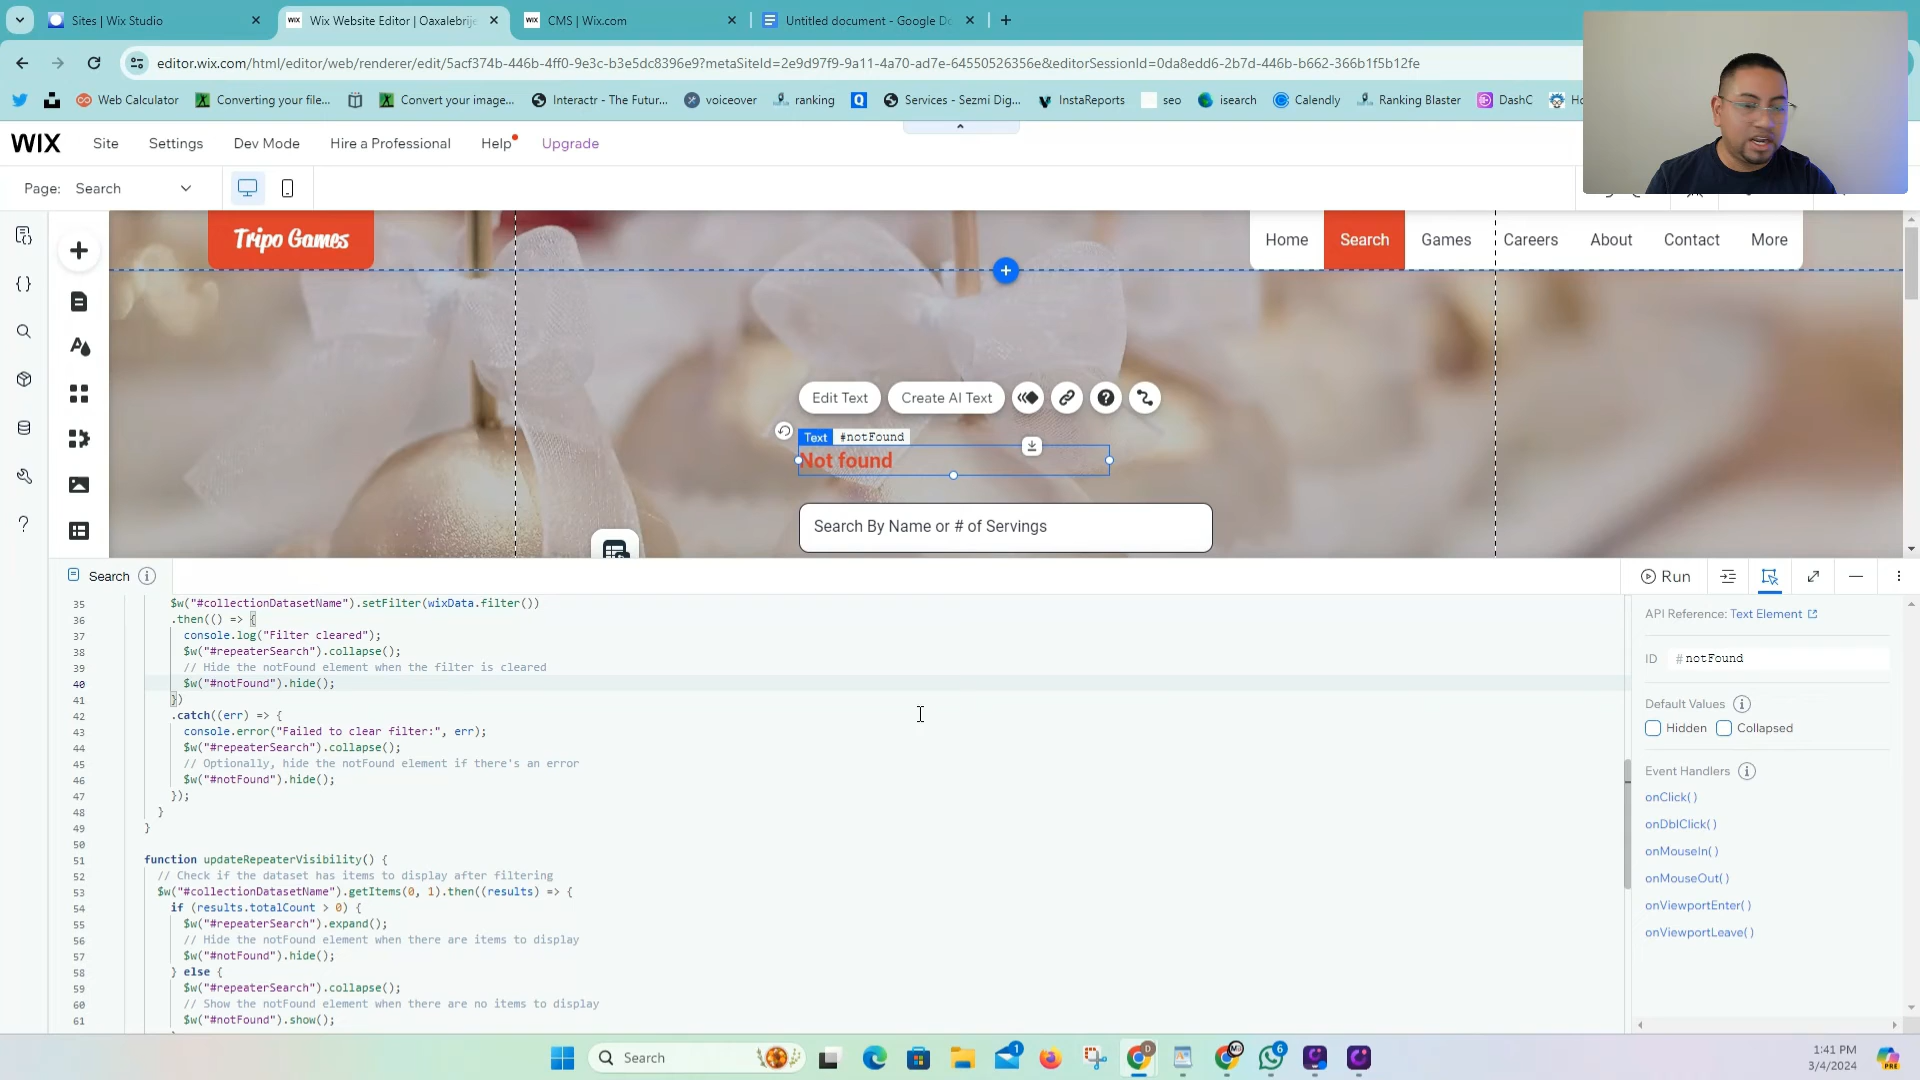 Sites | Wix Studio
Wix Website Editor | Oaxalebrije
CMS | Wix.com
Untitled document - Google Do
editor.wix.com/html/editor/web/renderer/edit/5acf374b-446b-4ff0-9e3c-b3e5dc8396e9?metaSiteId=2e9d97f9-9a11-4a70-ad7e-64550526356e&editorSessionId=0da8edd6-2b7d-446b-b662-366b1f5b12fe
Web Calculator
Converting your file...
Convert your image...
Interactr - The Futur...
voiceover
ranking
Services - Sezmi Dig...
InstaReports
seo
isearch
Calendly
Ranking Blaster
DashC
WIX
Site
Settings
Dev Mode
Hire a Professional
Help
Upgrade
Page: Search
Tripo Games
Home
Search
Games
Careers
About
Contact
More
Edit Text
Create AI Text
Text #notFound
Not found
Search By Name or # of Servings
Search
Run
35 $w("#collectionDatasetName").setFilter(wixData.filter())
36 .then(() => {
37 console.log("Filter cleared");
38 $w("#repeaterSearch").collapse();
39 // Hide the notFound element when the filter is cleared
40 $w("#notFound").hide();
41 })
42 .catch((err) => {
43 console.error("Failed to clear filter:", err);
44 $w("#repeaterSearch").collapse();
45 // Optionally, hide the notFound element if there's an error
46 $w("#notFound").hide();
47 });
48 }
49 }
50
51 function updateRepeaterVisibility() {
52 // Check if the dataset has items to display after filtering
53 $w("#collectionDatasetName").getItems(0, 1).then((results) => {
54 if (results.totalCount > 0) {
55 $w("#repeaterSearch").expand();
56 // Hide the notFound element when there are items to display
57 $w("#notFound").hide();
58 } else {
59 $w("#repeaterSearch").collapse();
60 // Show the notFound element when there are no items to display
61 $w("#notFound").show();
API Reference: Text Element
ID # notFound
Default Values
Hidden
Collapsed
Event Handlers
onClick( )
onDblClick( )
onMouseIn( )
onMouseOut( )
onViewportEnter( )
onViewportLeave( )
Search
1
6
1:41 PM
3/4/2024
PRE